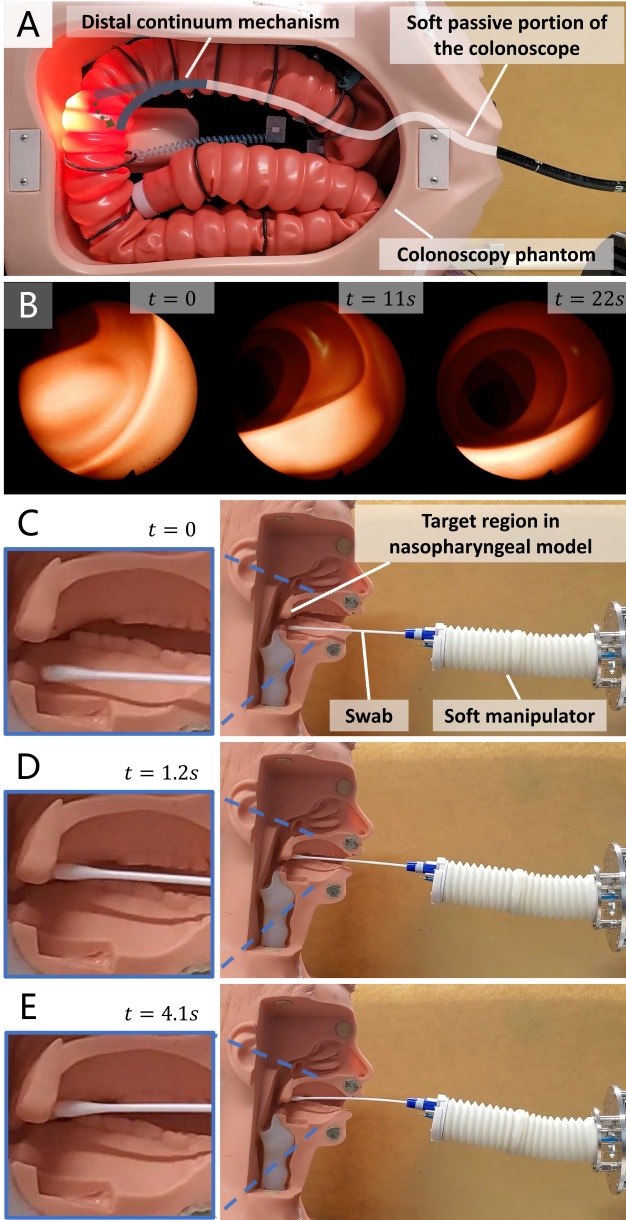 A
Distal continuum mechanism
Soft passive portion of
the colonoscope
Colonoscopy phantom
B
t = 0
t = 11s
t = 22s
C
t = 0
Target region in
nasopharyngeal model
Swab
Soft manipulator
D
t = 1.2s
E
t = 4.1s